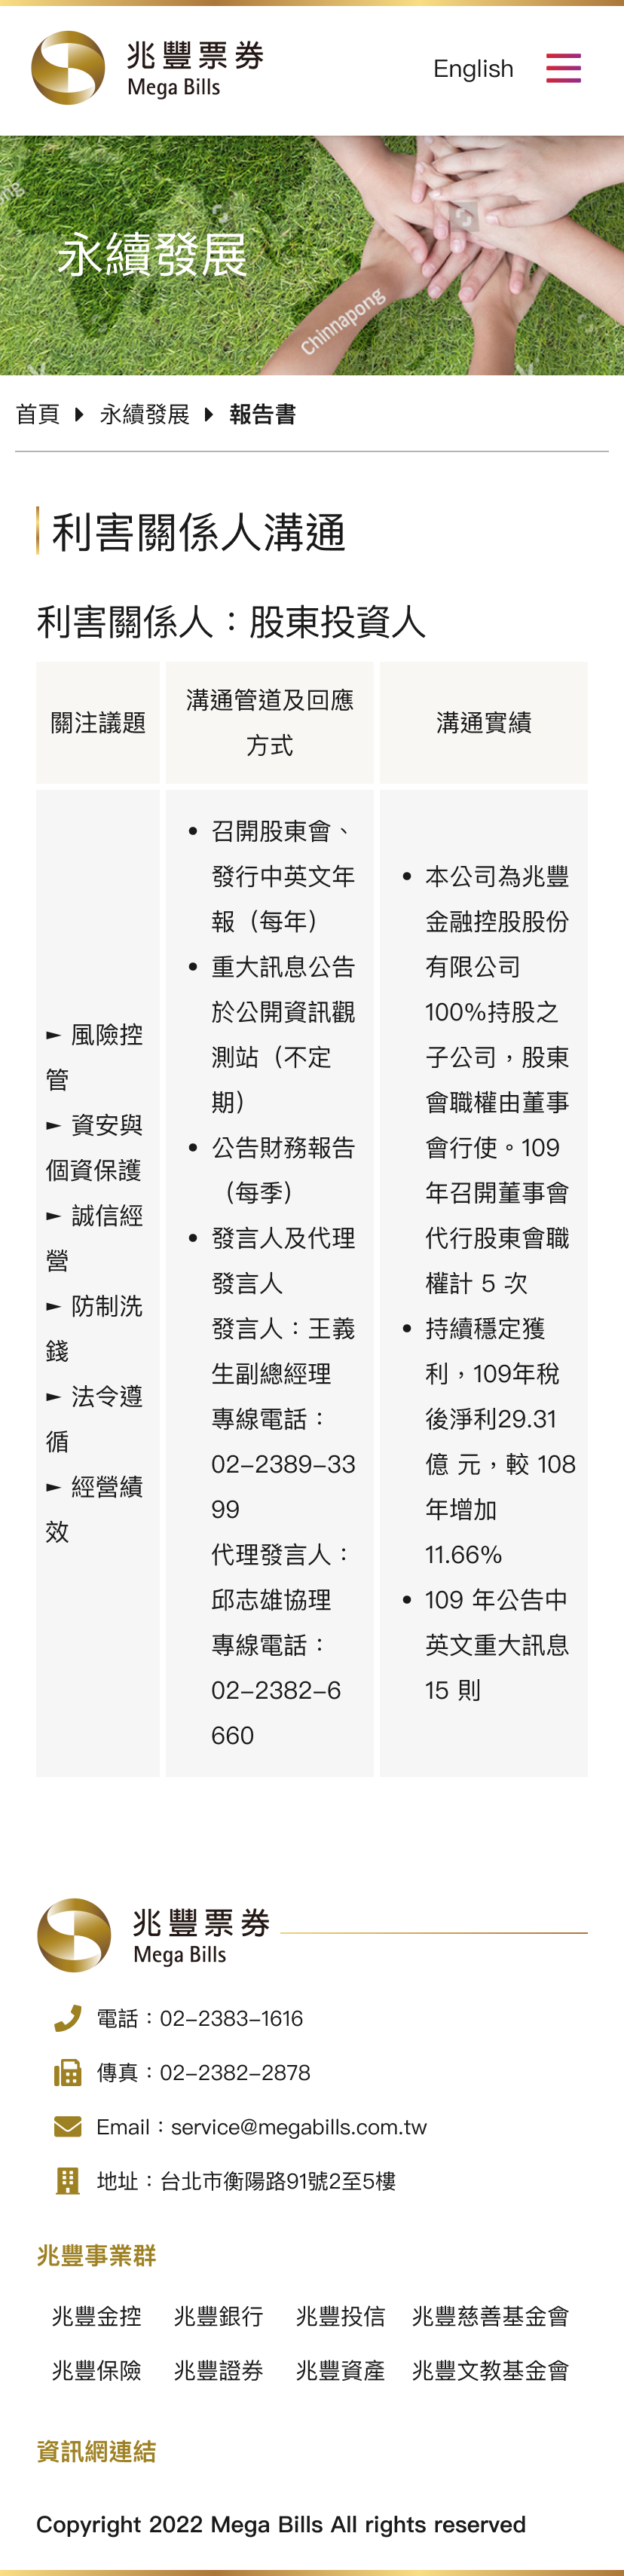 兆豐票券
Mega Bills
English
永續發展
Chinnapong
首頁 永續發展 報告書
利害關係人溝通
利害關係人：股東投資人
關注議題
溝通管道及回應
方式
溝通實績
► 風險控
管
► 資安與
個資保護
► 誠信經
營
► 防制洗
錢
► 法令遵
循
► 經營績
效
• 召開股東會、
發行中英文年
報（每年）
• 重大訊息公告
於公開資訊觀
測站（不定
期）
• 公告財務報告
（每季）
• 發言人及代理
發言人
發言人：王義
生副總經理
專線電話：
02-2389-33
99
代理發言人：
邱志雄協理
專線電話：
02-2382-6
660
• 本公司為兆豐
金融控股股份
有限公司
100%持股之
子公司，股東
會職權由董事
會行使。109
年召開董事會
代行股東會職
權計 5 次
• 持續穩定獲
利，109年稅
後淨利29.31
億 元，較 108
年增加
11.66%
• 109 年公告中
英文重大訊息
15 則
兆豐票券
Mega Bills
電話：02-2383-1616
傳真：02-2382-2878
Email：service@megabills.com.tw
地址：台北市衡陽路91號2至5樓
兆豐事業群
兆豐金控 兆豐銀行 兆豐投信 兆豐慈善基金會
兆豐保險 兆豐證券 兆豐資產 兆豐文教基金會
資訊網連結
Copyright 2022 Mega Bills All rights reserved